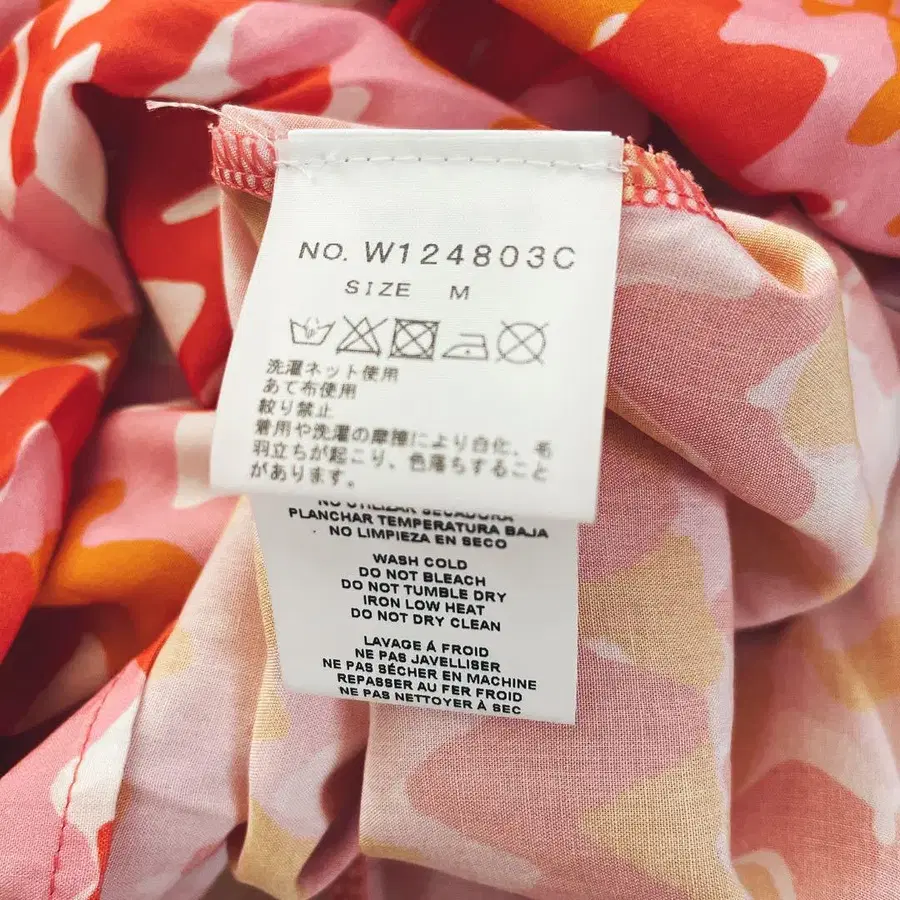 NO. W124803C
SIZE M
洗濯ネット使用
あて布使用
絞り禁止
着用や洗濯の摩擦により白化、毛
羽立ちが起こり、色落ちすること
があります。
NO UTILIZAR SECADORA
PLANCHAR TEMPERATURA BAJA
NO LIMPIEZA EN SECO
WASH COLD
DO NOT BLEACH
DO NOT TUMBLE DRY
IRON LOW HEAT
DO NOT DRY CLEAN
LAVAGE Á FROID
NE PAS JAVELLISER
NE PAS SÉCHER EN MACHINE
REPASSER AU FER FROID
NE PAS NETTOYER À SEC